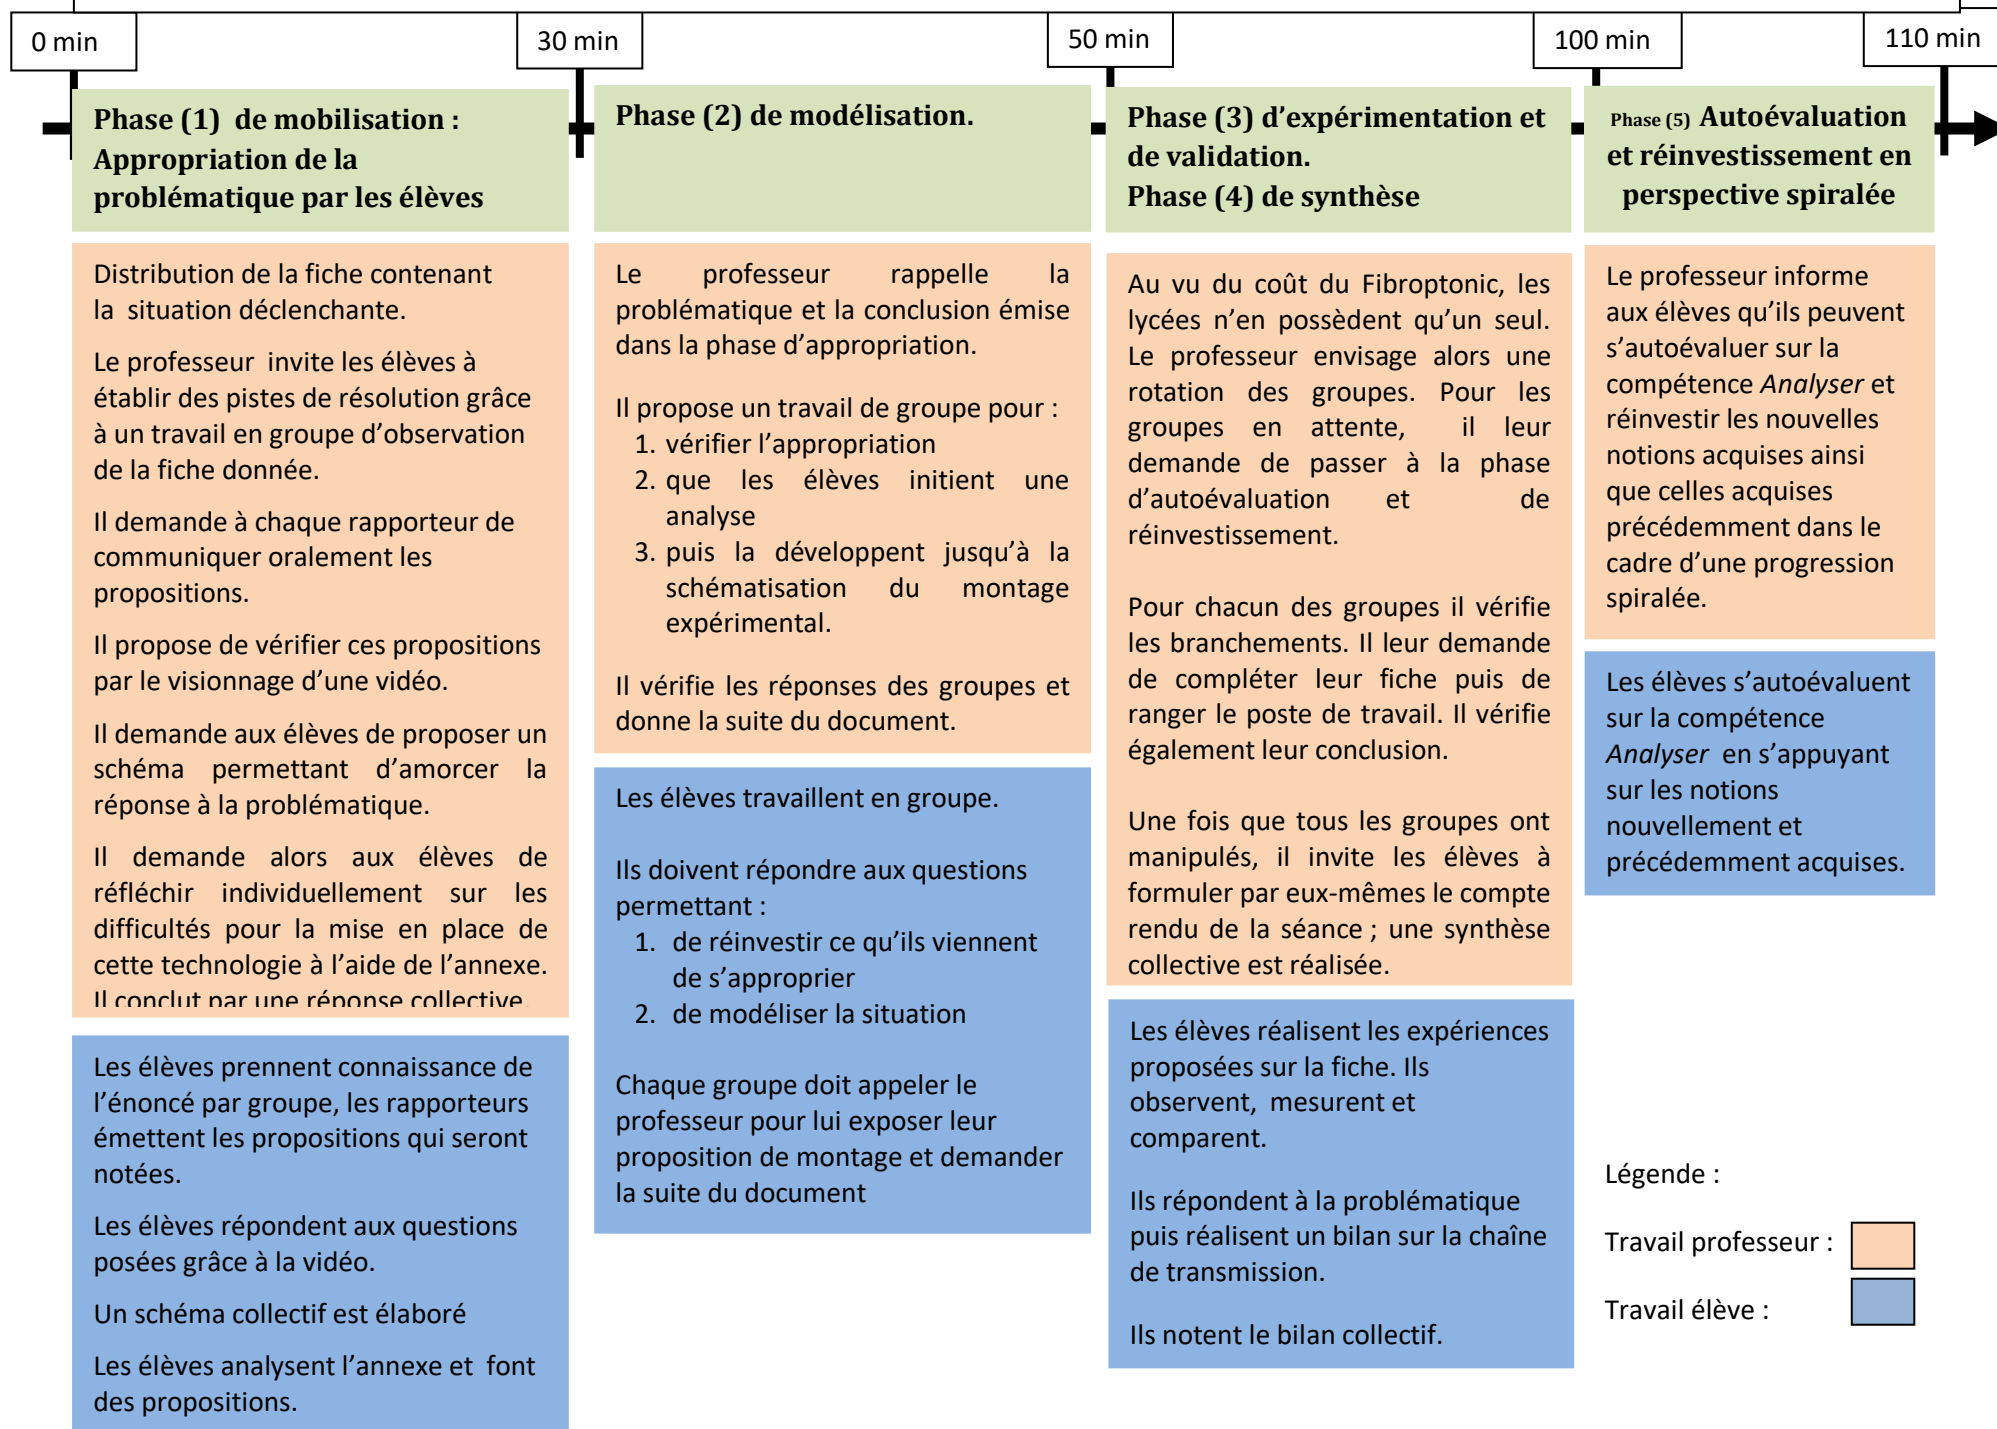 0 min
30 min
50 min
100 min
110 min
Phase (1) de mobilisation :
Appropriation de la
problématique par les élèves
Distribution de la fiche contenant
la situation déclenchante.
Le professeur invite les élèves à
établir des pistes de résolution grâce
à un travail en groupe d’observation
de la fiche donnée.
Il demande à chaque rapporteur de
communiquer oralement les
propositions.
Il propose de vérifier ces propositions
par le visionnage d’une vidéo.
Il demande aux élèves de proposer un
schéma permettant d’amorcer la
réponse à la problématique.
Il demande alors aux élèves de
réfléchir individuellement sur les
difficultés pour la mise en place de
cette technologie à l’aide de l’annexe.
Il conclut par une réponse collective.
Les élèves prennent connaissance de
l’énoncé par groupe, les rapporteurs
émettent les propositions qui seront
notées.
Les élèves répondent aux questions
posées grâce à la vidéo.
Un schéma collectif est élaboré
Les élèves analysent l’annexe et font
des propositions.
Phase (2) de modélisation.
Le professeur rappelle la
problématique et la conclusion émise
dans la phase d’appropriation.
Il propose un travail de groupe pour :
1. vérifier l’appropriation
2. que les élèves initient une
analyse
3. puis la développent jusqu’à la
schématisation du montage
expérimental.
Il vérifie les réponses des groupes et
donne la suite du document.
Les élèves travaillent en groupe.
Ils doivent répondre aux questions
permettant :
1. de réinvestir ce qu’ils viennent
de s’approprier
2. de modéliser la situation
Chaque groupe doit appeler le
professeur pour lui exposer leur
proposition de montage et demander
la suite du document
Phase (3) d’expérimentation et
de validation.
Phase (4) de synthèse
Au vu du coût du Fibroptonic, les
lycées n’en possèdent qu’un seul.
Le professeur envisage alors une
rotation des groupes. Pour les
groupes en attente, il leur
demande de passer à la phase
d’autoévaluation et de
réinvestissement.
Pour chacun des groupes il vérifie
les branchements. Il leur demande
de compléter leur fiche puis de
ranger le poste de travail. Il vérifie
également leur conclusion.
Une fois que tous les groupes ont
manipulés, il invite les élèves à
formuler par eux-mêmes le compte
rendu de la séance ; une synthèse
collective est réalisée.
Les élèves réalisent les expériences
proposées sur la fiche. Ils
observent, mesurent et
comparent.
Ils répondent à la problématique
puis réalisent un bilan sur la chaîne
de transmission.
Ils notent le bilan collectif.
Phase (5) Autoévaluation
et réinvestissement en
perspective spiralée
Le professeur informe
aux élèves qu’ils peuvent
s’autoévaluer sur la
compétence Analyser et
réinvestir les nouvelles
notions acquises ainsi
que celles acquises
précédemment dans le
cadre d’une progression
spiralée.
Les élèves s’autoévaluent
sur la compétence
Analyser en s’appuyant
sur les notions
nouvellement et
précédemment acquises.
Légende :
Travail professeur :
Travail élève :